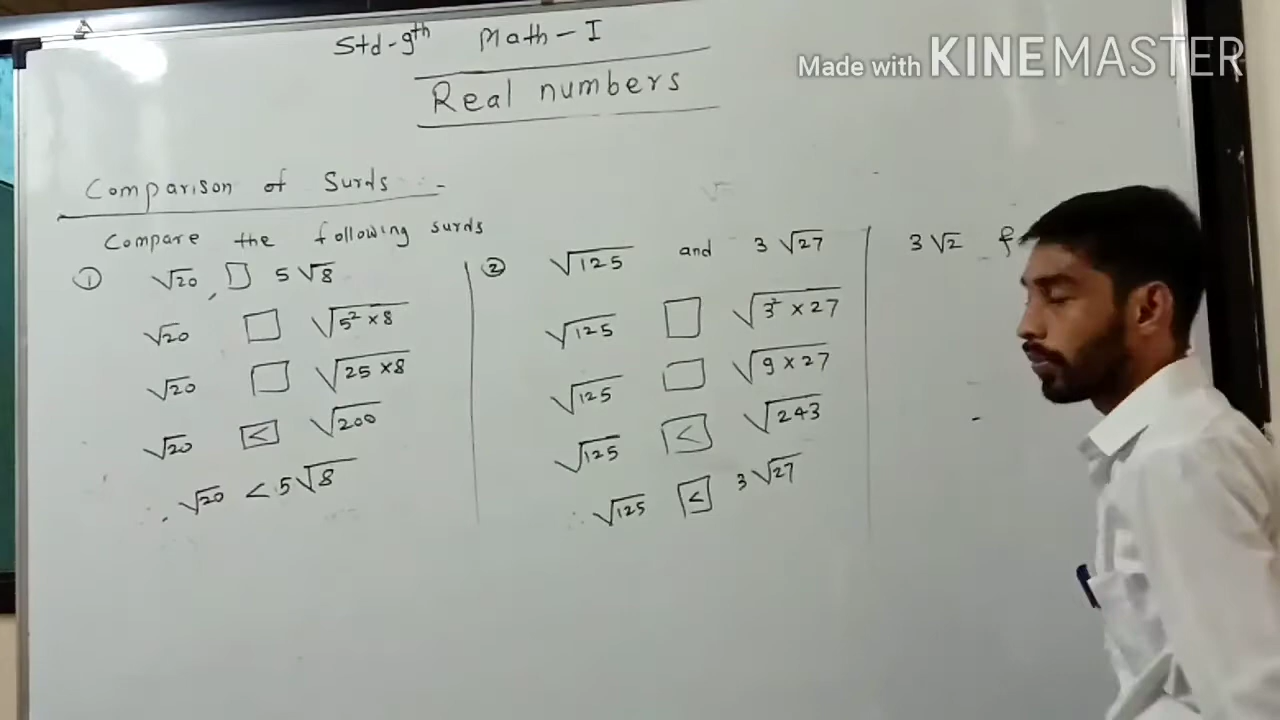 Made with KINEMASTER
Std-9th Math-I
Real numbers
Comparison of Surds :-
Compare the following surds
① √20 , □ 5√8
√20 □ √5² × 8
√20 □ √25 × 8
√20 < √200
∴ √20 < 5√8
② √125 and 3√27
√125 □ √3² × 27
√125 □ √9 × 27
√125 < √243
∴ √125 < 3√27
3√2